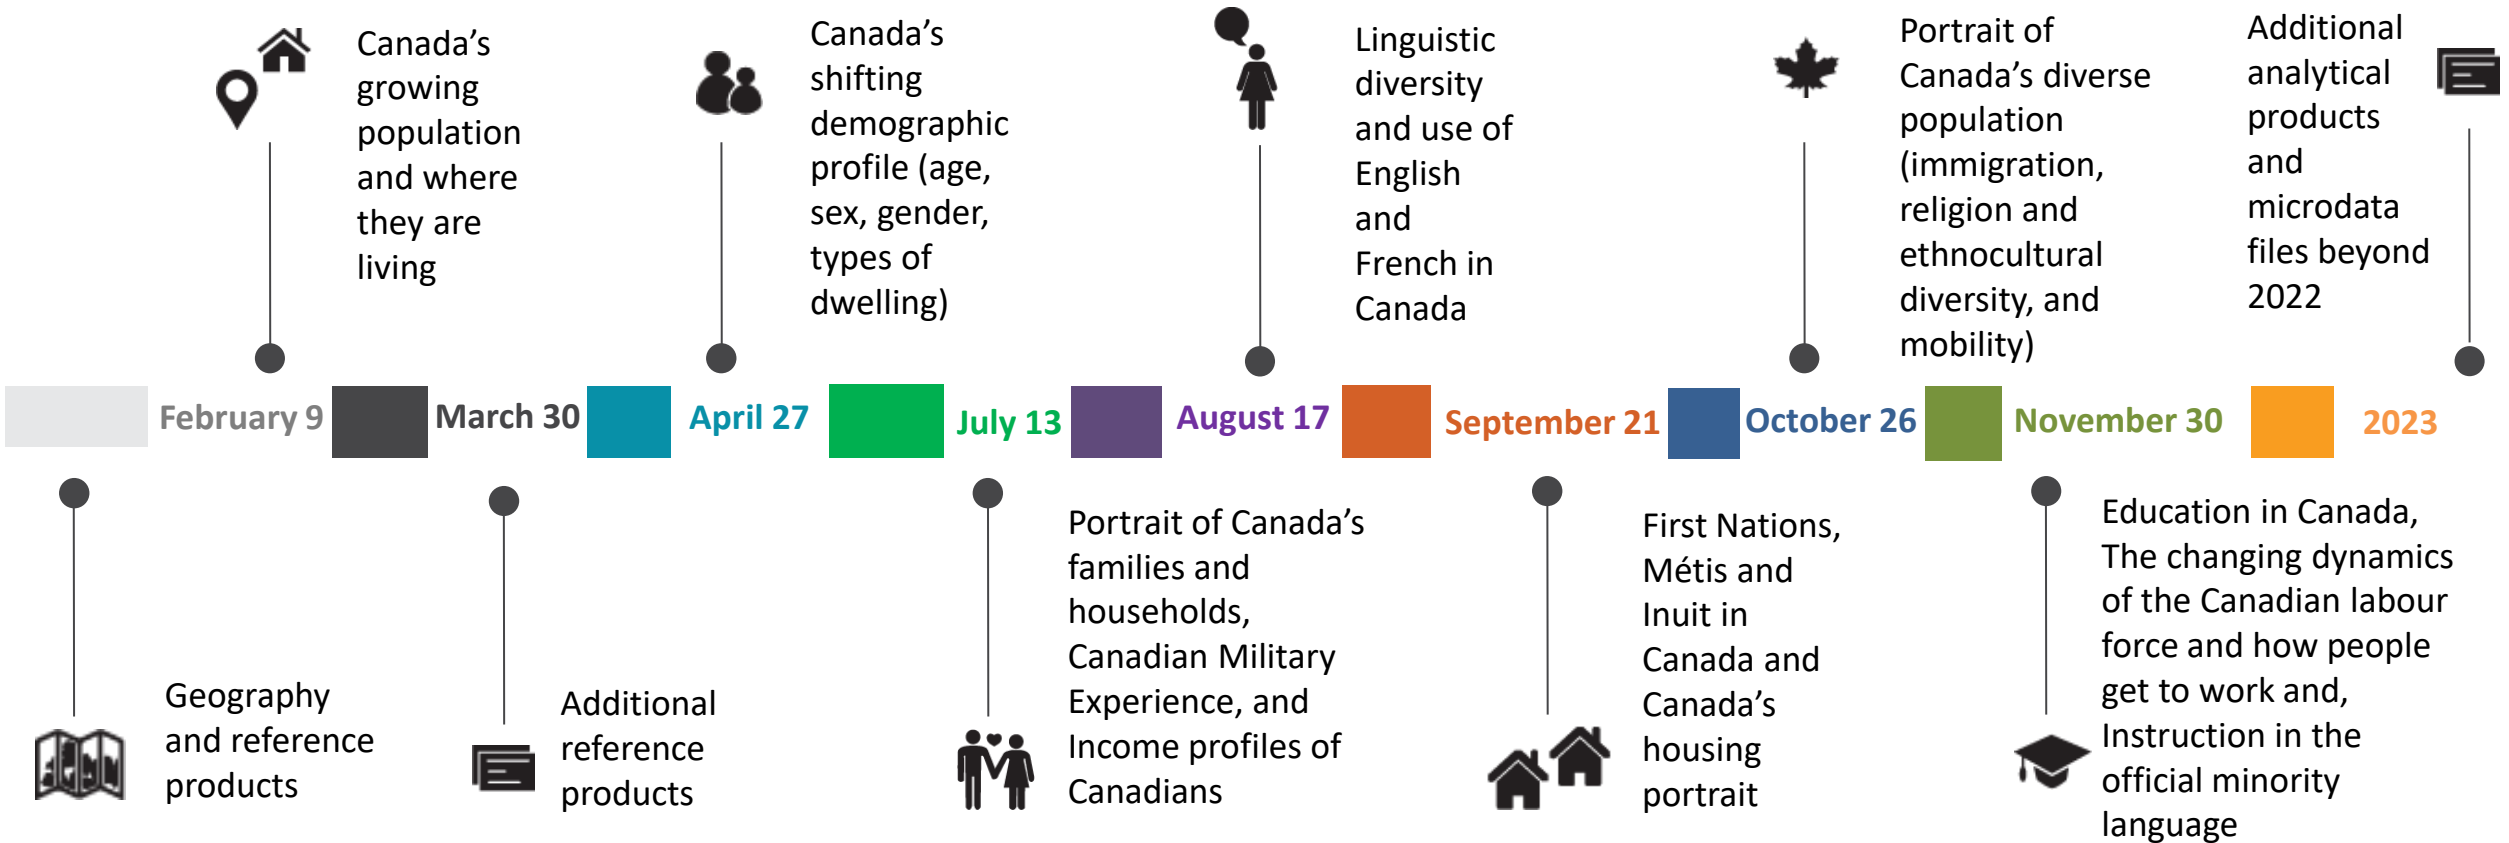 Canada’s
growing
population
and where
they are
living
Canada’s
shifting
demographic
profile (age,
sex, gender,
types of
dwelling)
Linguistic
diversity
and use of
English
and
French in
Canada
Portrait of
Canada’s diverse
population
(immigration,
religion and
ethnocultural
diversity, and
mobility)
Additional
analytical
products
and
microdata
files beyond
2022
February 9
March 30
April 27
July 13
August 17
September 21
October 26
November 30
2023
Geography
and reference
products
Additional
reference
products
Portrait of Canada’s
families and
households,
Canadian Military
Experience, and
Income profiles of
Canadians
First Nations,
Métis and
Inuit in
Canada and
Canada’s
housing
portrait
Education in Canada,
The changing dynamics
of the Canadian labour
force and how people
get to work and,
Instruction in the
official minority
language